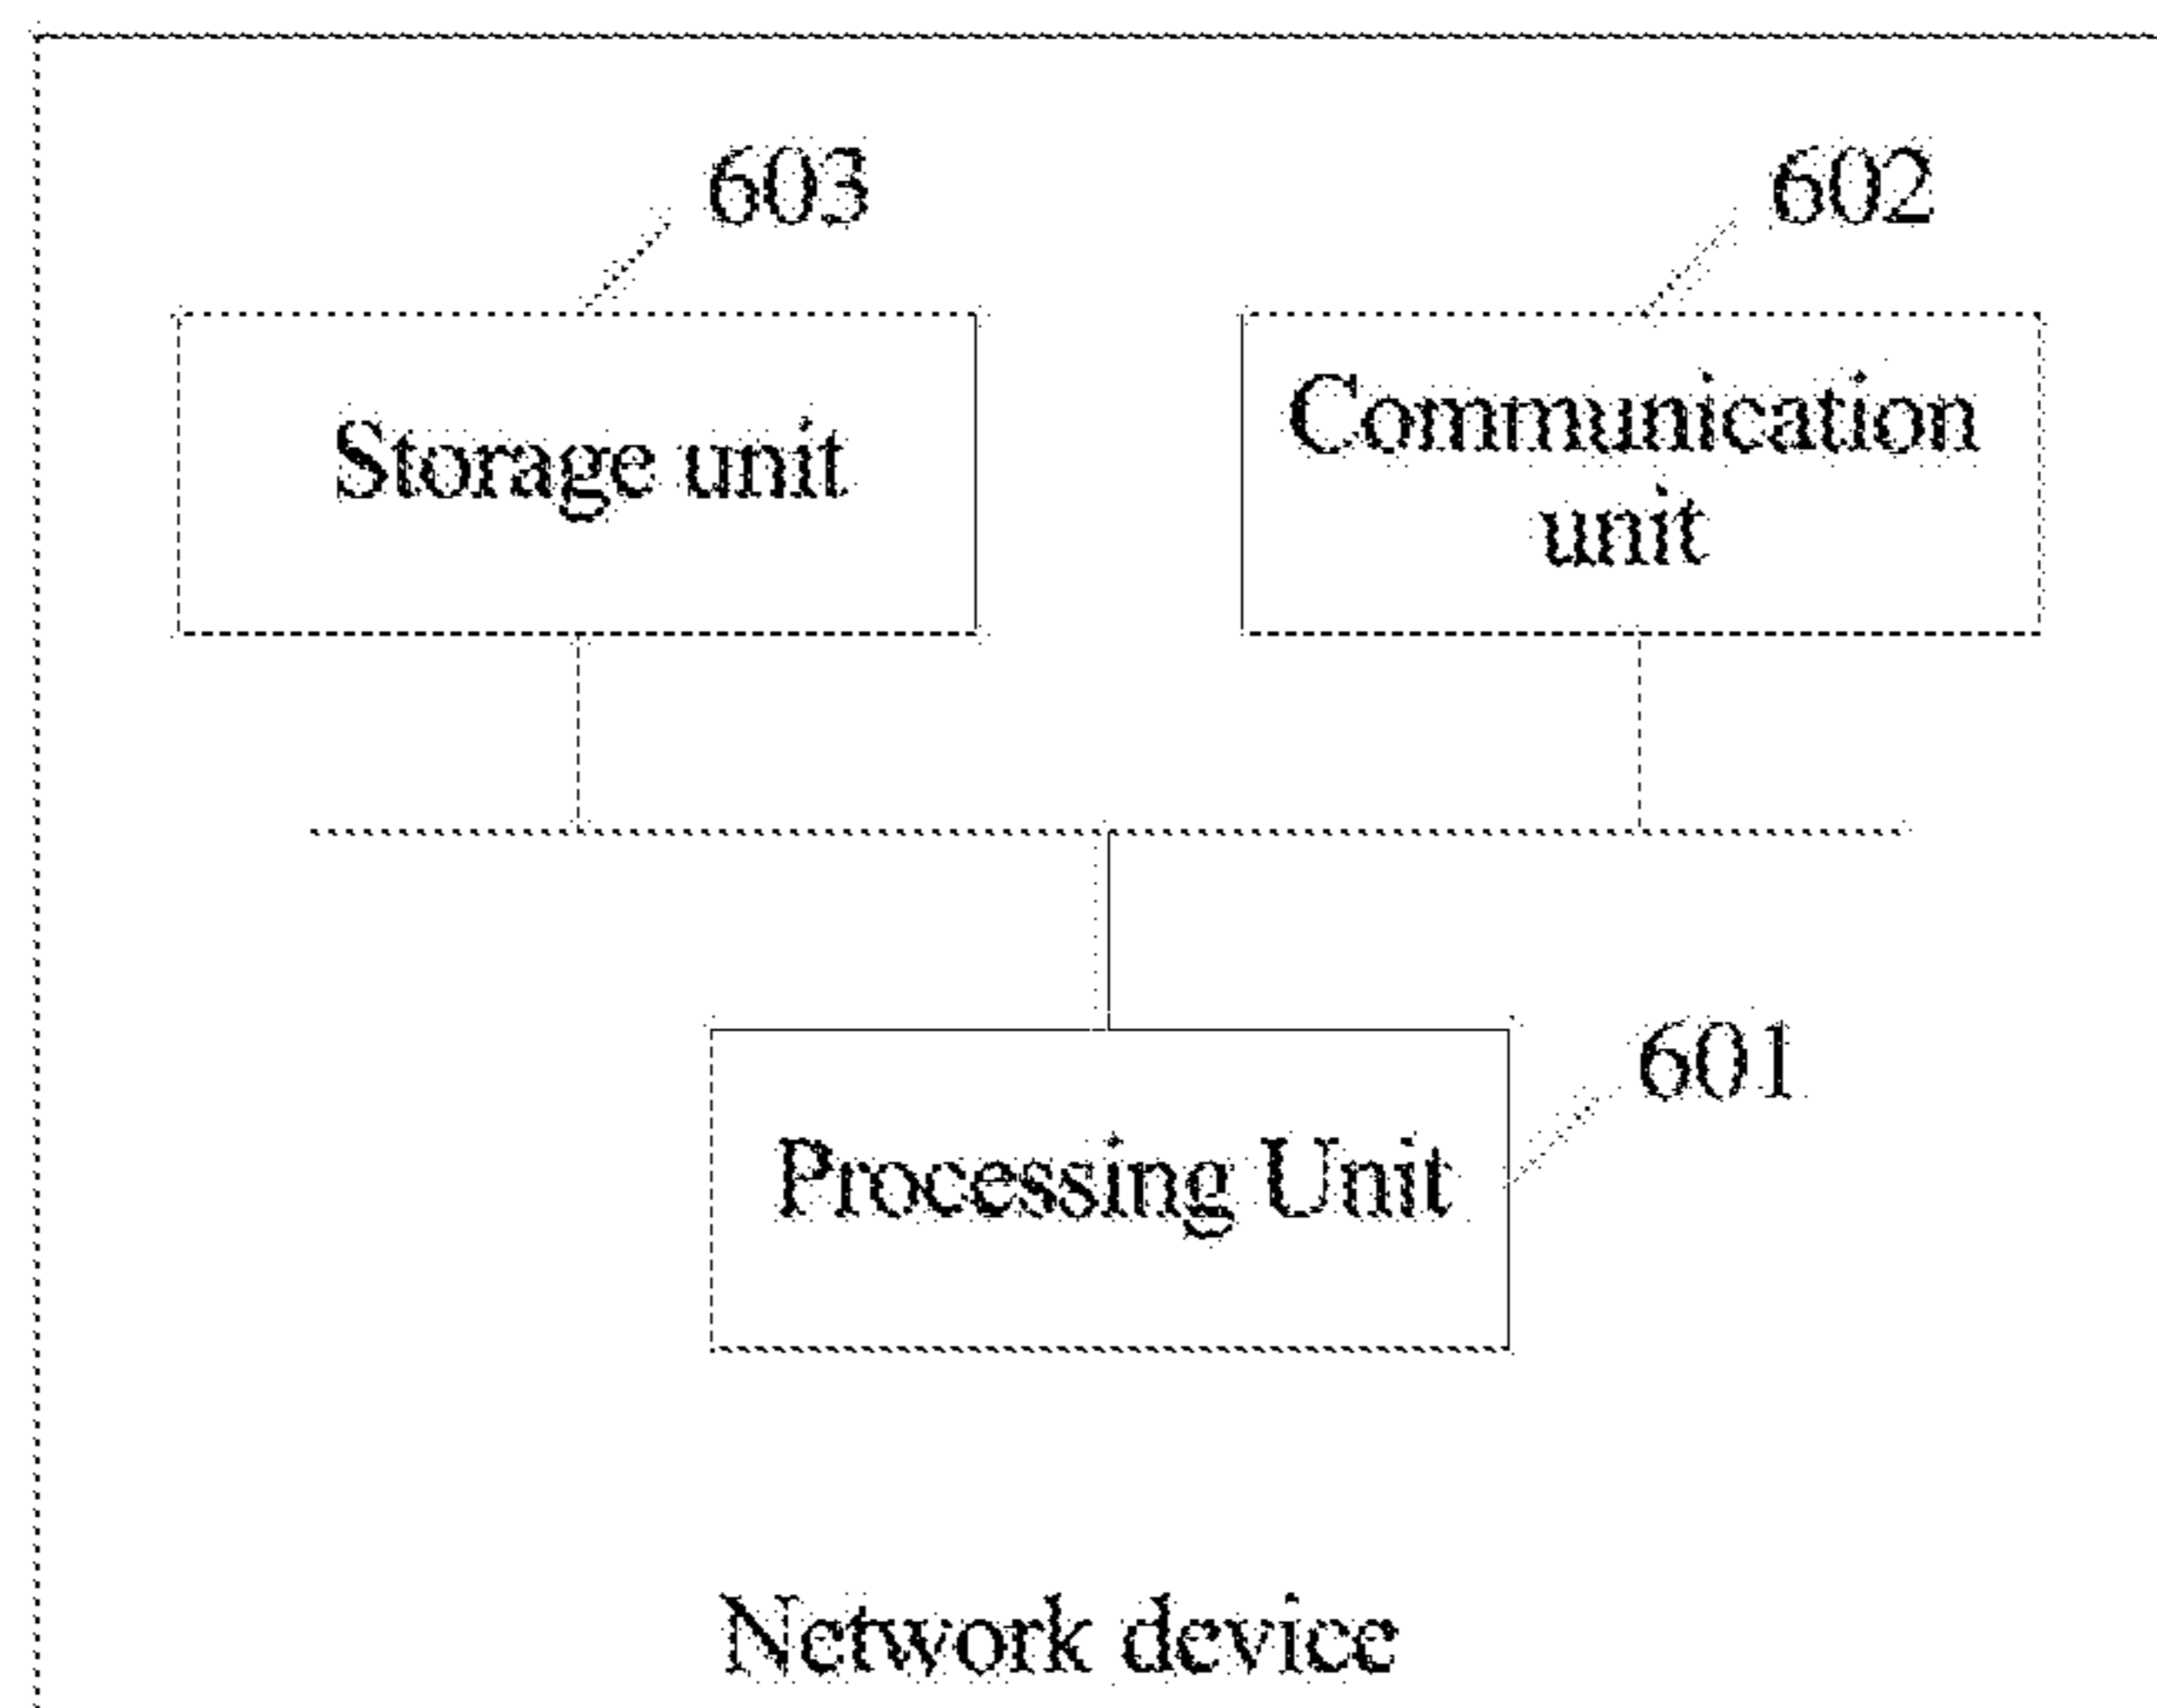 603
602
Storage unit
Communication
unit
601
Processing Unit
Network device